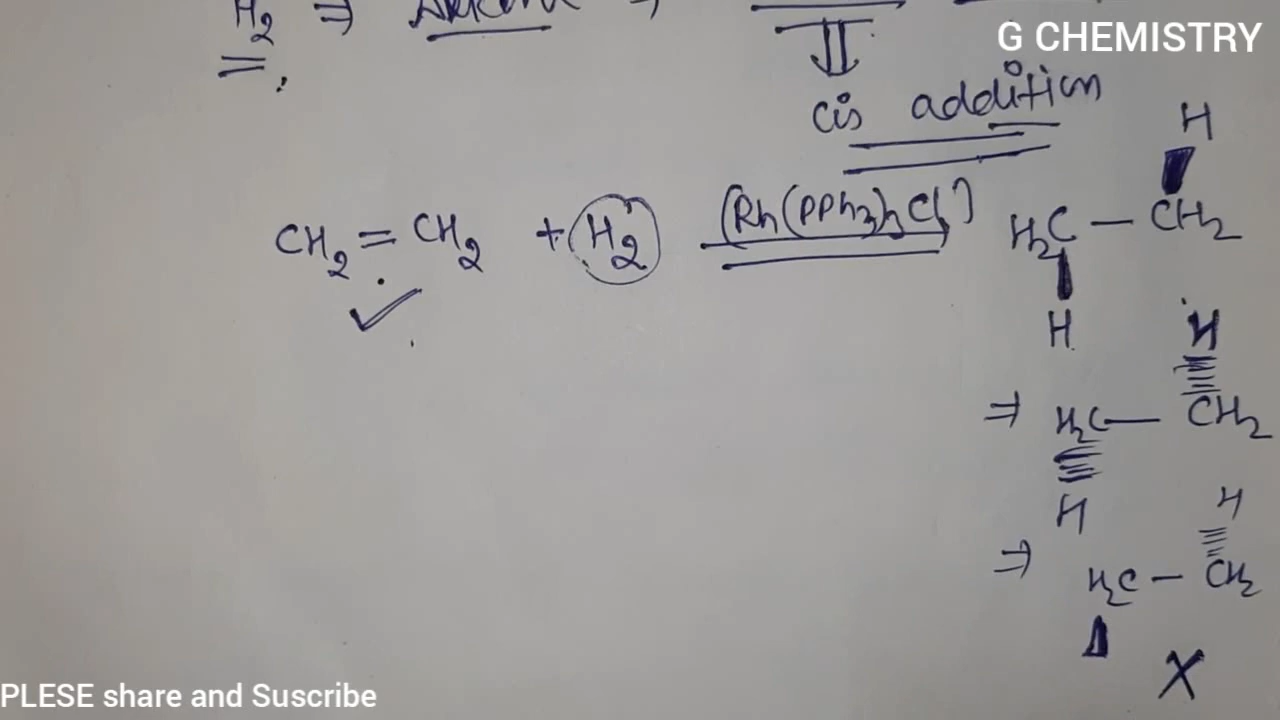 H2 ⇒ Alkene ⇒
G CHEMISTRY
cis addition
H
CH2 = CH2 + H2 [Rh(PPh3)3Cl] H2C — CH2
H
H
⇒ H2C — CH2
H
H
⇒ H2C — CH2
X
PLESE share and Suscribe